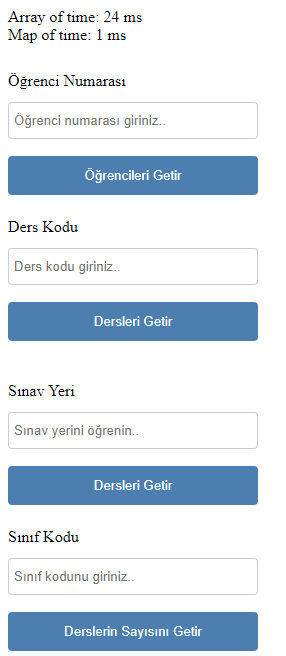 Array of time: 24 ms
Map of time: 1 ms
Öğrenci Numarası
Öğrenci numarası giriniz..
Öğrencileri Getir
Ders Kodu
Ders kodu giriniz..
Dersleri Getir
Sınav Yeri
Sınav yerini öğrenin..
Dersleri Getir
Sınıf Kodu
Sınıf kodunu giriniz..
Derslerin Sayısını Getir